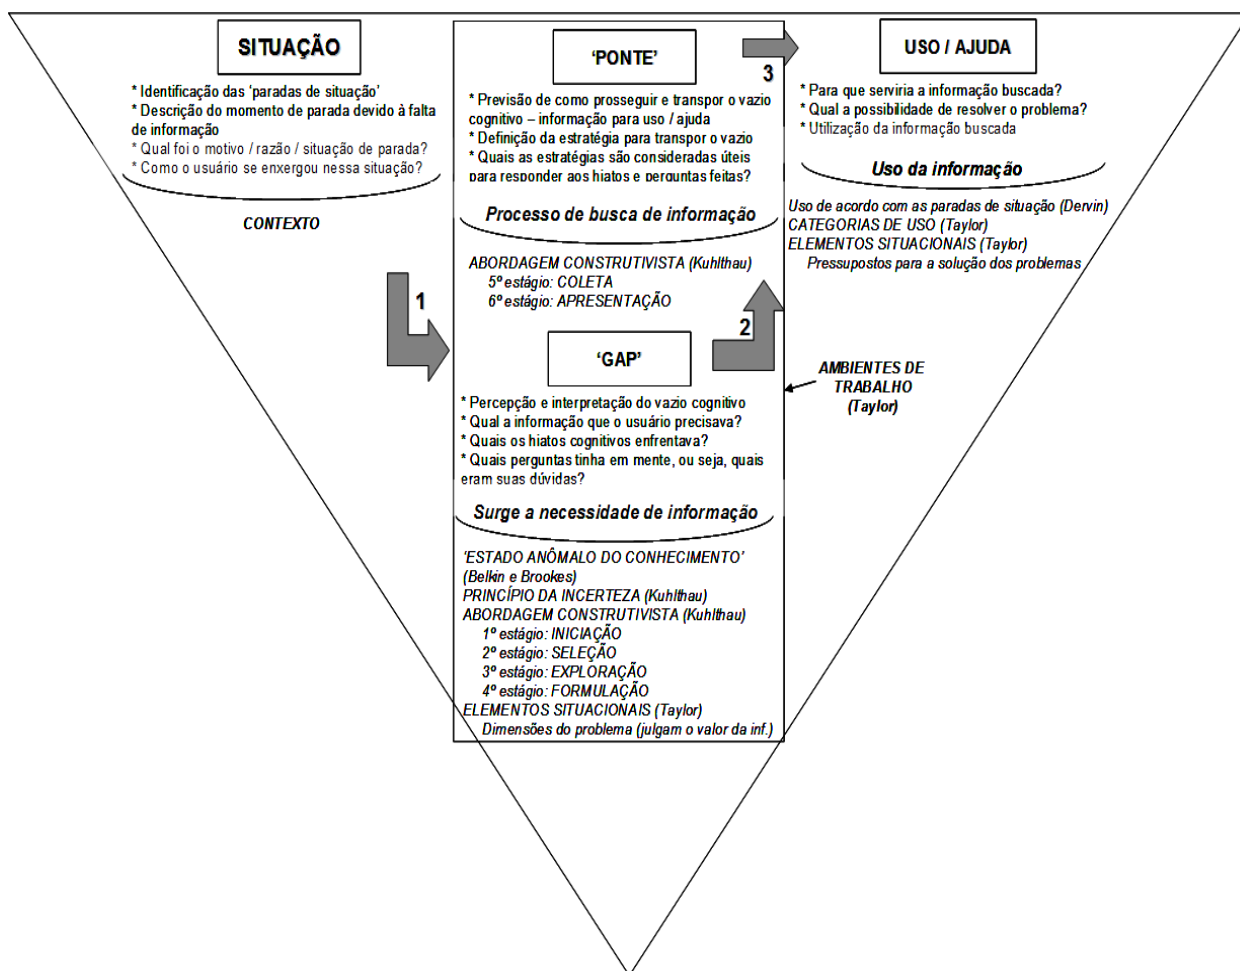 SITUAÇÃO
* Identificação das 'paradas de situação'
* Descrição do momento de parada devido à falta
de informação
* Qual foi o motivo / razão / situação de parada?
* Como o usuário se enxergou nessa situação?
CONTEXTO
1
'PONTE'
* Previsão de como prosseguir e transpor o vazio
cognitivo – informação para uso / ajuda
* Definição da estratégia para transpor o vazio
* Quais as estratégias são consideradas úteis
para responder aos hiatos e perguntas feitas?
Processo de busca de informação
ABORDAGEM CONSTRUTIVISTA (Kuhlthau)
5º estágio: COLETA
6º estágio: APRESENTAÇÃO
2
'GAP'
* Percepção e interpretação do vazio cognitivo
* Qual a informação que o usuário precisava?
* Quais os hiatos cognitivos enfrentava?
* Quais perguntas tinha em mente, ou seja, quais
eram suas dúvidas?
Surge a necessidade de informação
'ESTADO ANÔMALO DO CONHECIMENTO'
(Belkin e Brookes)
PRINCÍPIO DA INCERTEZA (Kuhlthau)
ABORDAGEM CONSTRUTIVISTA (Kuhlthau)
1º estágio: INICIAÇÃO
2º estágio: SELEÇÃO
3º estágio: EXPLORAÇÃO
4º estágio: FORMULAÇÃO
ELEMENTOS SITUACIONAIS (Taylor)
Dimensões do problema (julgam o valor da inf.)
3
USO / AJUDA
* Para que serviria a informação buscada?
* Qual a possibilidade de resolver o problema?
* Utilização da informação buscada
Uso da informação
Uso de acordo com as paradas de situação (Dervin)
CATEGORIAS DE USO (Taylor)
ELEMENTOS SITUACIONAIS (Taylor)
Pressupostos para a solução dos problemas
AMBIENTES DE
TRABALHO
(Taylor)